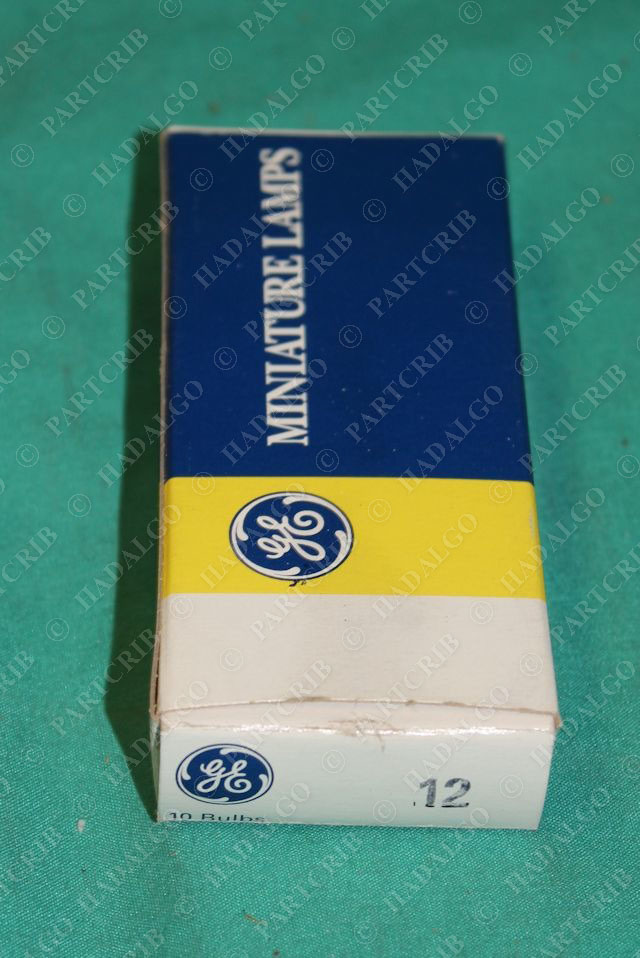 MINIATURE LAMPS
GE
GE
12
10 Bulbs
© PARTCRIB
© HADALGO